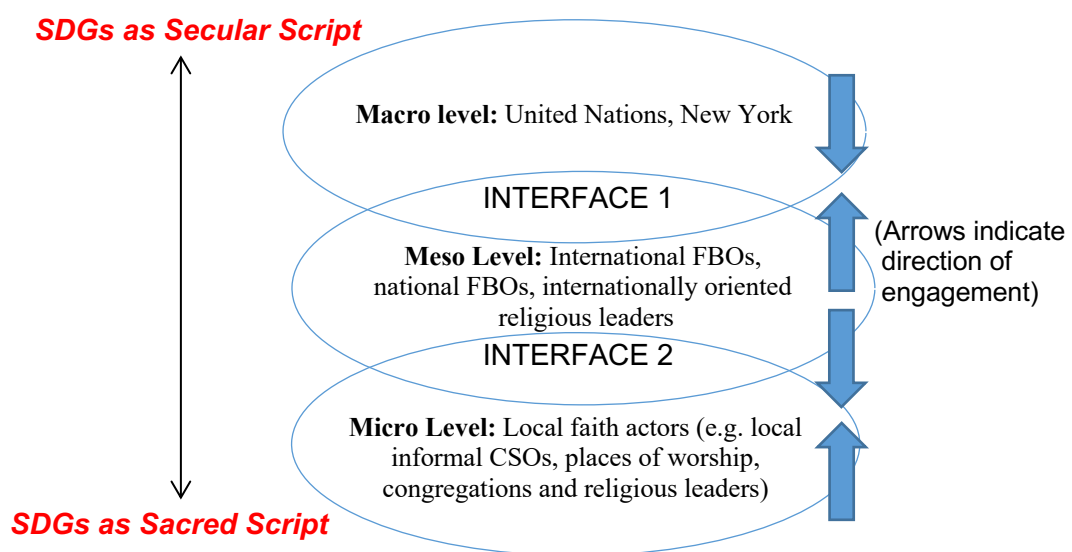 SDGs as Secular Script
Macro level: United Nations, New York
INTERFACE 1
(Arrows indicate
direction of
engagement)
Meso Level: International FBOs,
national FBOs, internationally oriented
religious leaders
INTERFACE 2
Micro Level: Local faith actors (e.g. local
informal CSOs, places of worship,
congregations and religious leaders)
SDGs as Sacred Script